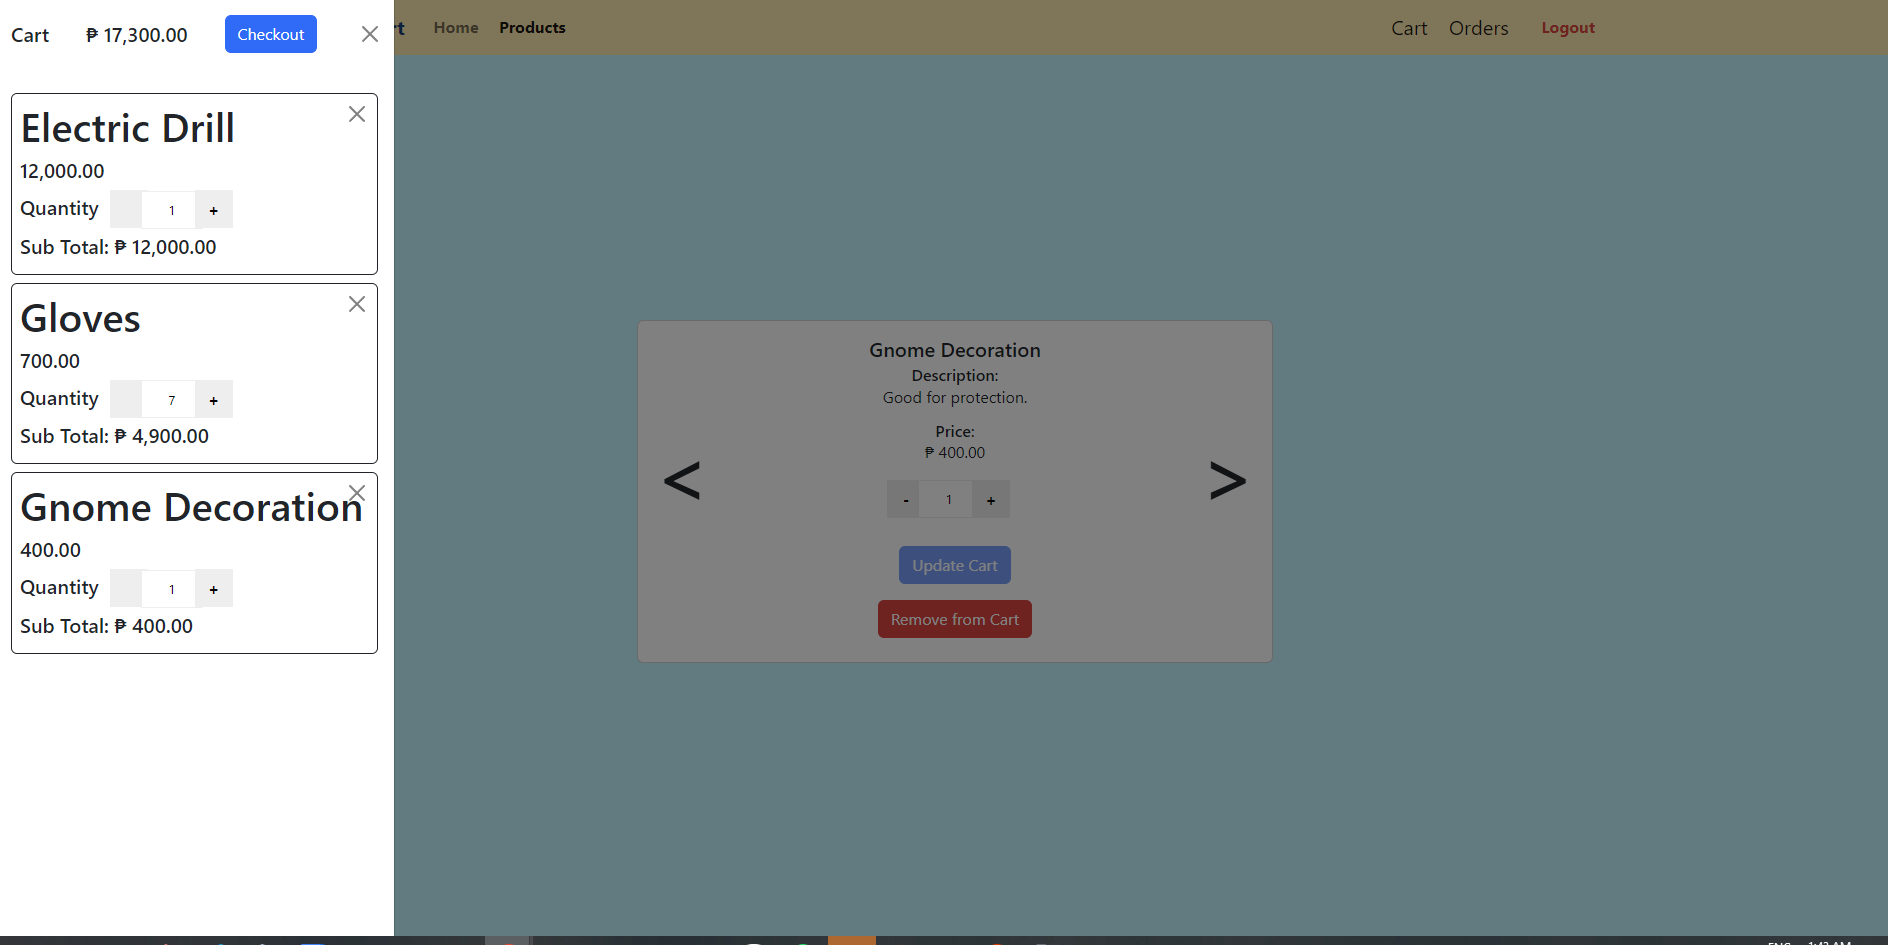 Cart ₱ 17,300.00 Checkout
Electric Drill
12,000.00
Quantity 1 +
Sub Total: ₱ 12,000.00
Gloves
700.00
Quantity 7 +
Sub Total: ₱ 4,900.00
Gnome Decoration
400.00
Quantity 1 +
Sub Total: ₱ 400.00
Home Products Cart Orders Logout
Gnome Decoration
Description:
Good for protection.
Price:
₱ 400.00
< >
- 1 +
Update Cart
Remove from Cart